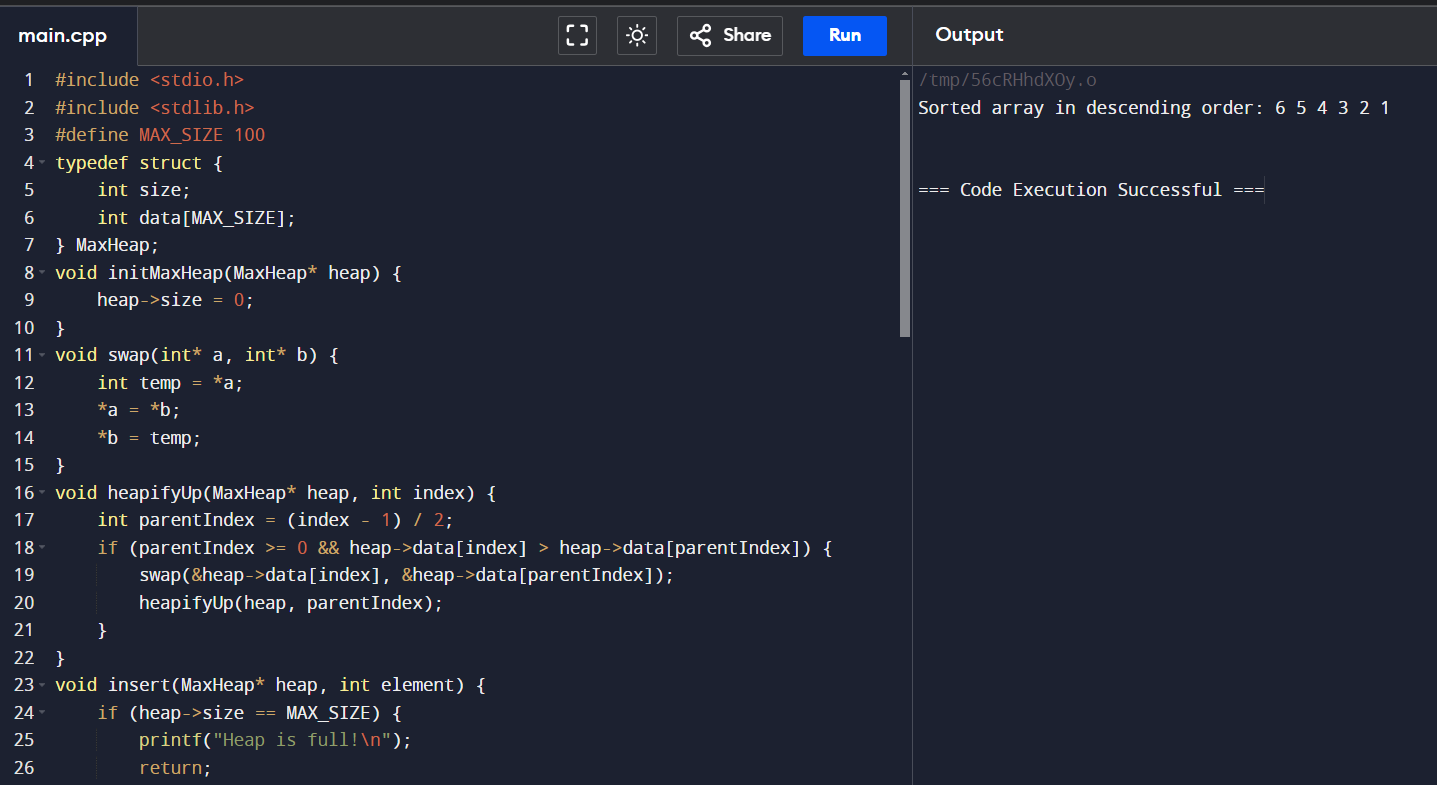 main.cpp
Share
Run
Output
1 #include <stdio.h>
2 #include <stdlib.h>
3 #define MAX_SIZE 100
4 typedef struct {
5     int size;
6     int data[MAX_SIZE];
7 } MaxHeap;
8 void initMaxHeap(MaxHeap* heap) {
9     heap->size = 0;
10 }
11 void swap(int* a, int* b) {
12     int temp = *a;
13     *a = *b;
14     *b = temp;
15 }
16 void heapifyUp(MaxHeap* heap, int index) {
17     int parentIndex = (index - 1) / 2;
18     if (parentIndex >= 0 && heap->data[index] > heap->data[parentIndex]) {
19         swap(&heap->data[index], &heap->data[parentIndex]);
20         heapifyUp(heap, parentIndex);
21     }
22 }
23 void insert(MaxHeap* heap, int element) {
24     if (heap->size == MAX_SIZE) {
25         printf("Heap is full!\n");
26         return;
/tmp/56cRHhdXOy.o
Sorted array in descending order: 6 5 4 3 2 1
=== Code Execution Successful ===